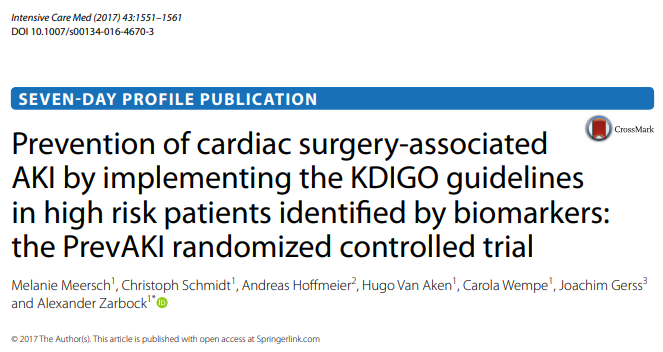 Intensive Care Med (2017) 43:1551–1561
DOI 10.1007/s00134-016-4670-3
SEVEN-DAY PROFILE PUBLICATION
CrossMark
Prevention of cardiac surgery-associated
AKI by implementing the KDIGO guidelines
in high risk patients identified by biomarkers:
the PrevAKI randomized controlled trial
Melanie Meersch1, Christoph Schmidt1, Andreas Hoffmeier2, Hugo Van Aken1, Carola Wempe1, Joachim Gerss3
and Alexander Zarbock1*
© 2017 The Author(s). This article is published with open access at Springerlink.com